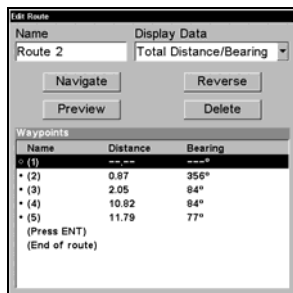 Edit Route
Name Display Data
Route 2 Total Distance/Bearing
Navigate Reverse
Preview Delete
Waypoints
Name Distance Bearing
(1) --.-- ---°
(2) 0.87 356°
(3) 2.05 84°
(4) 10.82 84°
(5) 11.79 77°
(Press ENT)
(End of route)